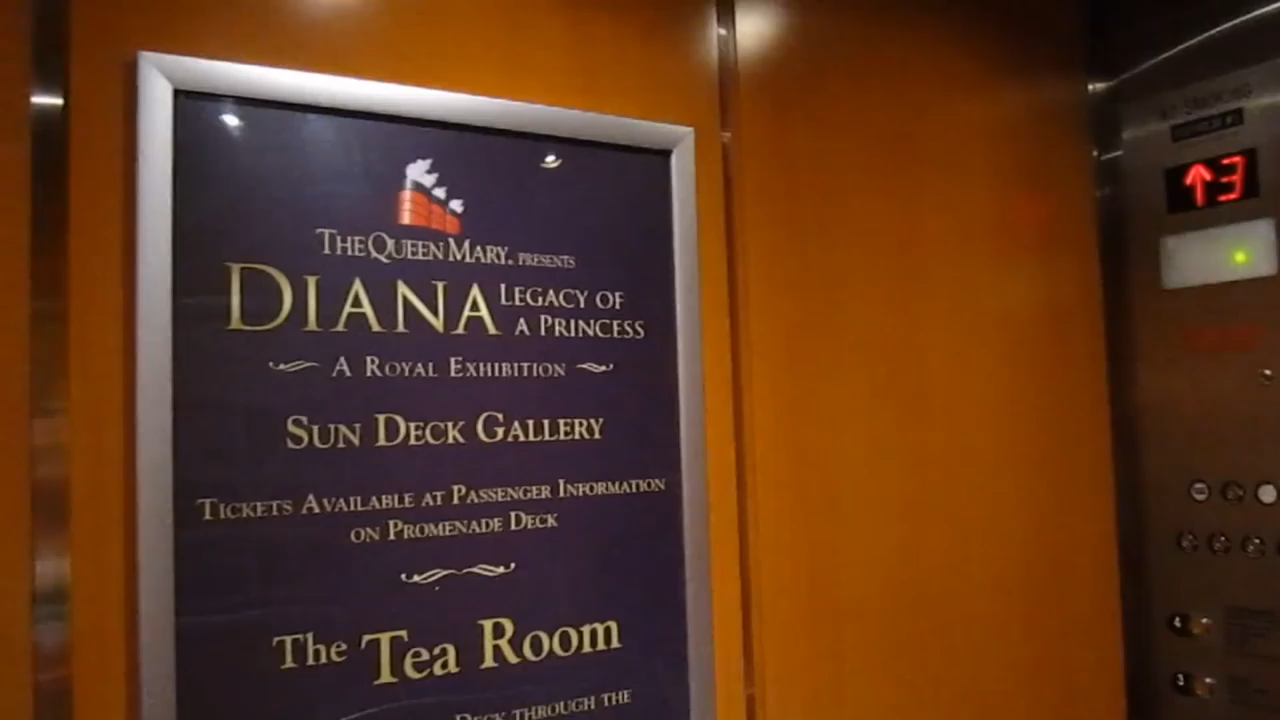 THE QUEEN MARY. PRESENTS
DIANA LEGACY OF
A PRINCESS
A ROYAL EXHIBITION
SUN DECK GALLERY
TICKETS AVAILABLE AT PASSENGER INFORMATION
ON PROMENADE DECK
The Tea Room
DECK THROUGH THE
SMOKING
3
4
3